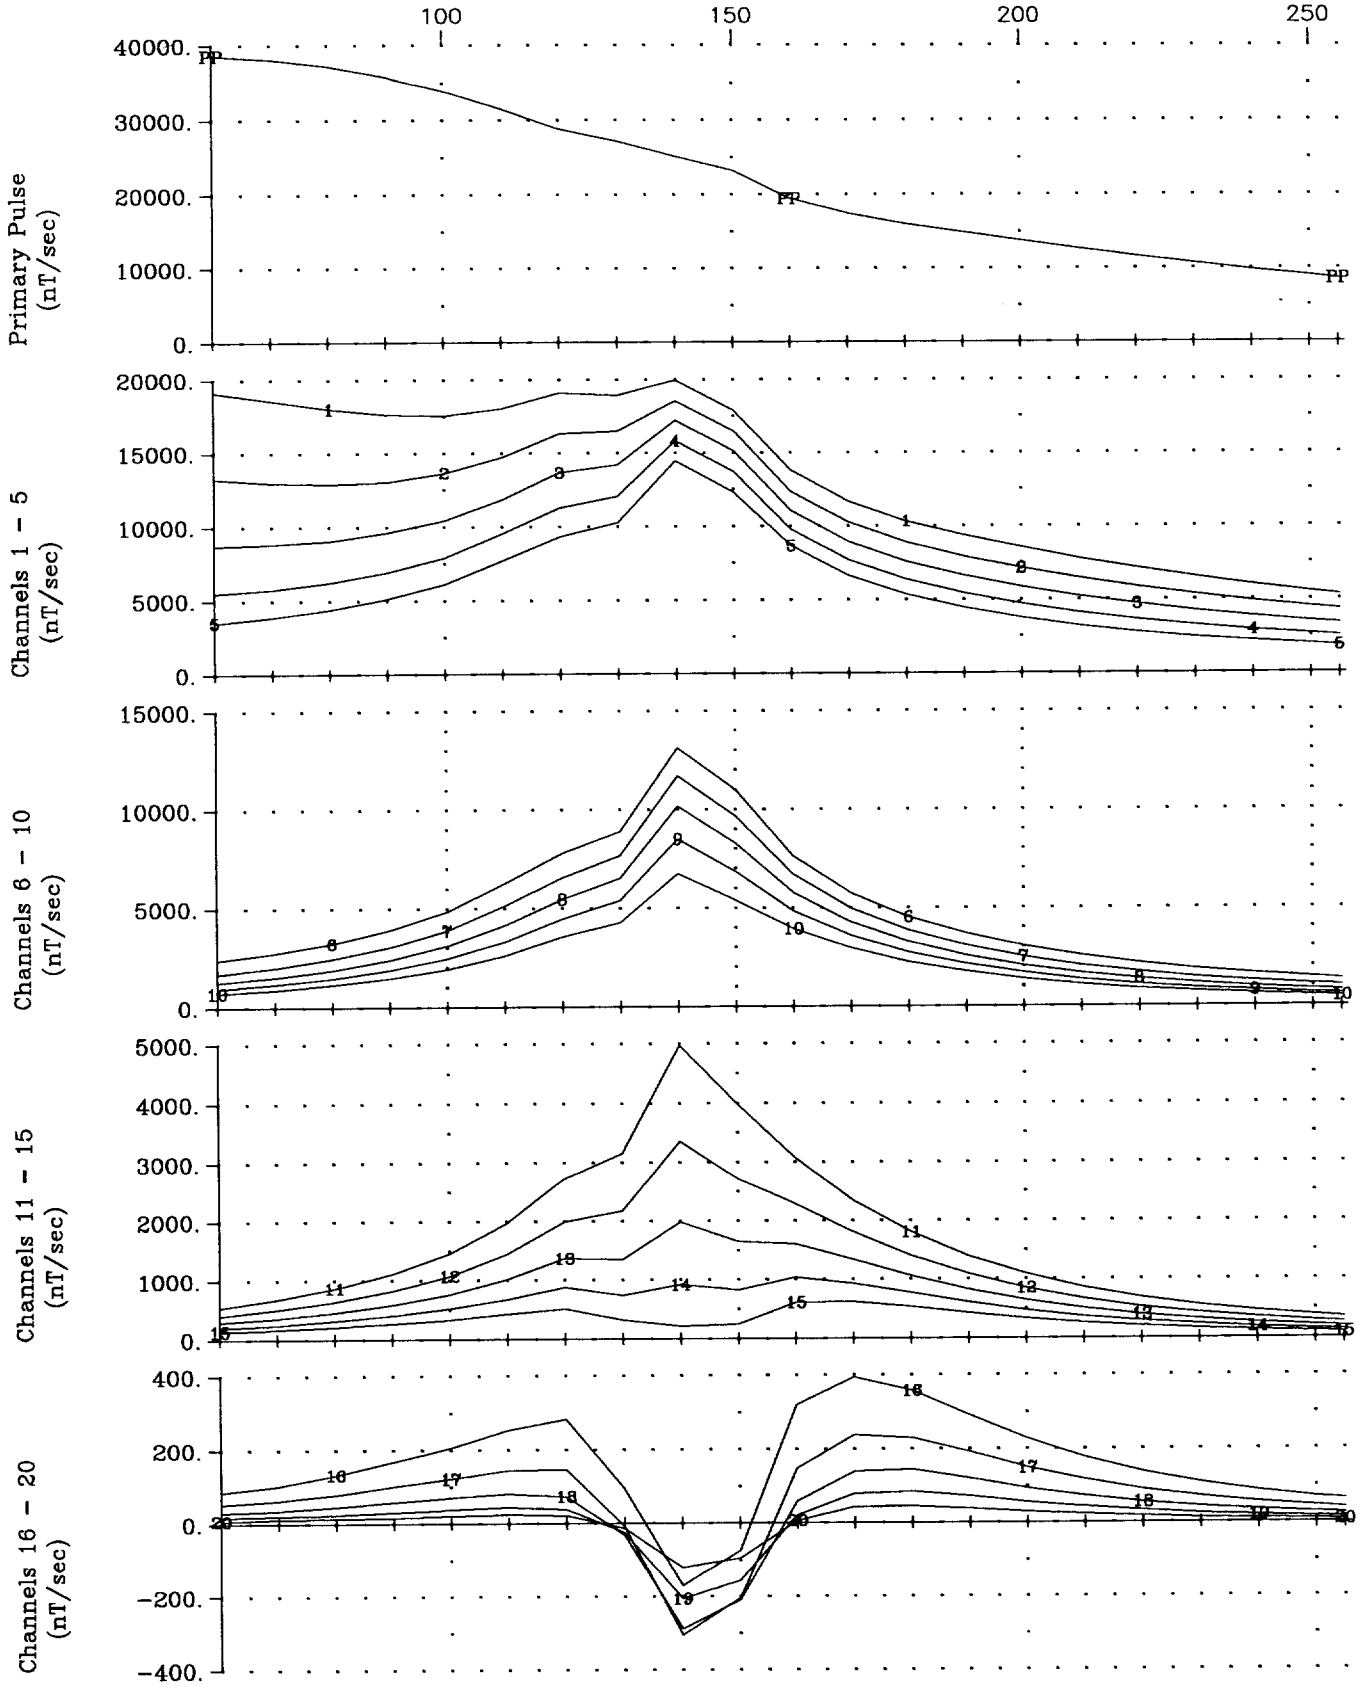 100 150 200 250
Primary Pulse
(nT/sec)
40000.
30000.
20000.
10000.
0.
PP PP PP
Channels 1 - 5
(nT/sec)
20000.
15000.
10000.
5000.
0.
1
2 3 4
1
5
2
3
4
5 5
Channels 6 - 10
(nT/sec)
15000.
10000.
5000.
0.
9
8
6 7 10 6
7
8
9
10 10
Channels 11 - 15
(nT/sec)
5000.
4000.
3000.
2000.
1000.
0.
11 12 13 14 15 11
12
13
14
15 15
Channels 16 - 20
(nT/sec)
400.
200.
0.
-200.
-400.
16 17 18
16
17
18
19
20 20 20
19